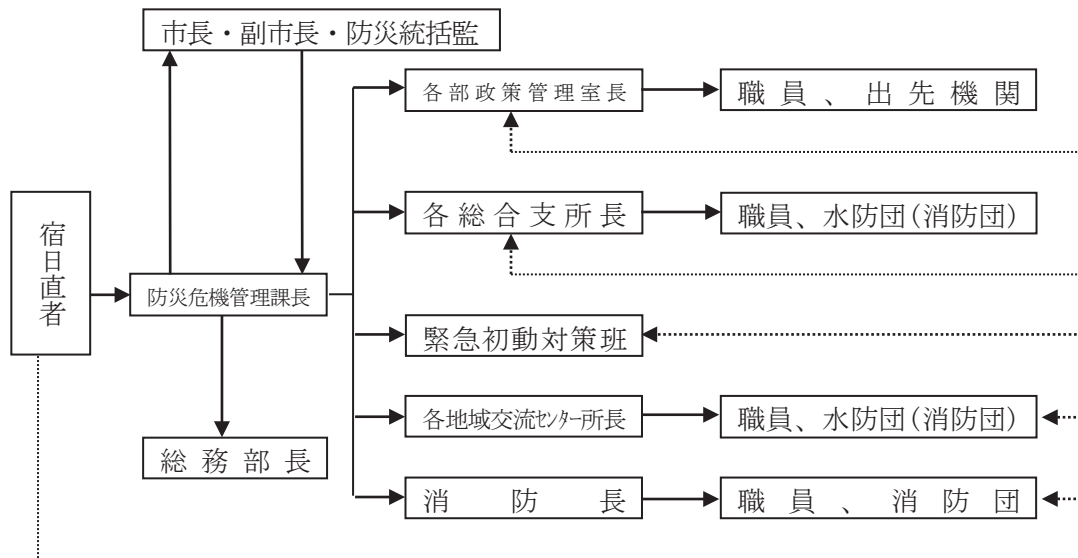 市長・副市長・防災統括監
各部政策管理室長
職員、出先機関
宿日直者
各総合支所長
職員、水防団(消防団)
防災危機管理課長
緊急初動対策班
各地域交流ｾﾝﾀｰ所長
職員、水防団(消防団)
総務部長
消防長
職員、消防団